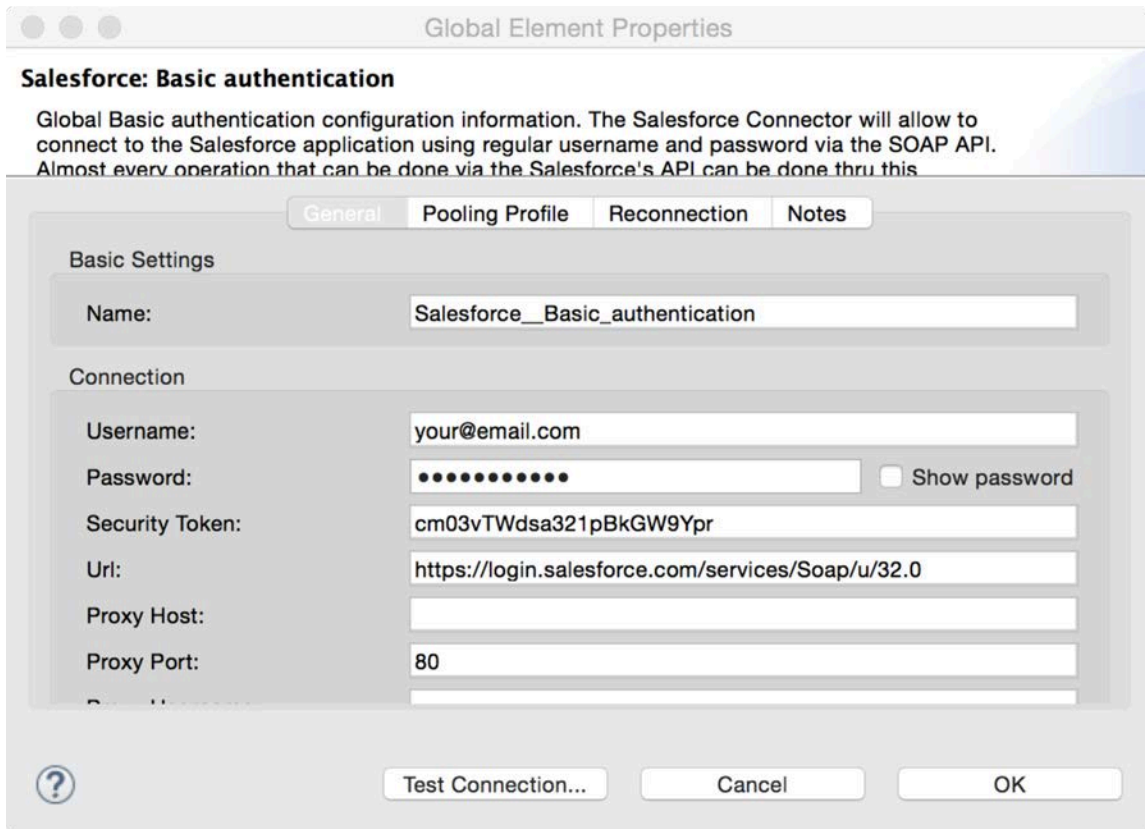 Global Element Properties
Salesforce: Basic authentication
Global Basic authentication configuration information. The Salesforce Connector will allow to
connect to the Salesforce application using regular username and password via the SOAP API.
Almost every operation that can be done via the Salesforce's API can be done thru this
General Pooling Profile Reconnection Notes
Basic Settings
Name: Salesforce__Basic_authentication
Connection
Username: your@email.com
Password: ●●●●●●●●●●● Show password
Security Token: cm03vTWdsa321pBkGW9Ypr
Url: https://login.salesforce.com/services/Soap/u/32.0
Proxy Host:
Proxy Port: 80
? Test Connection... Cancel OK